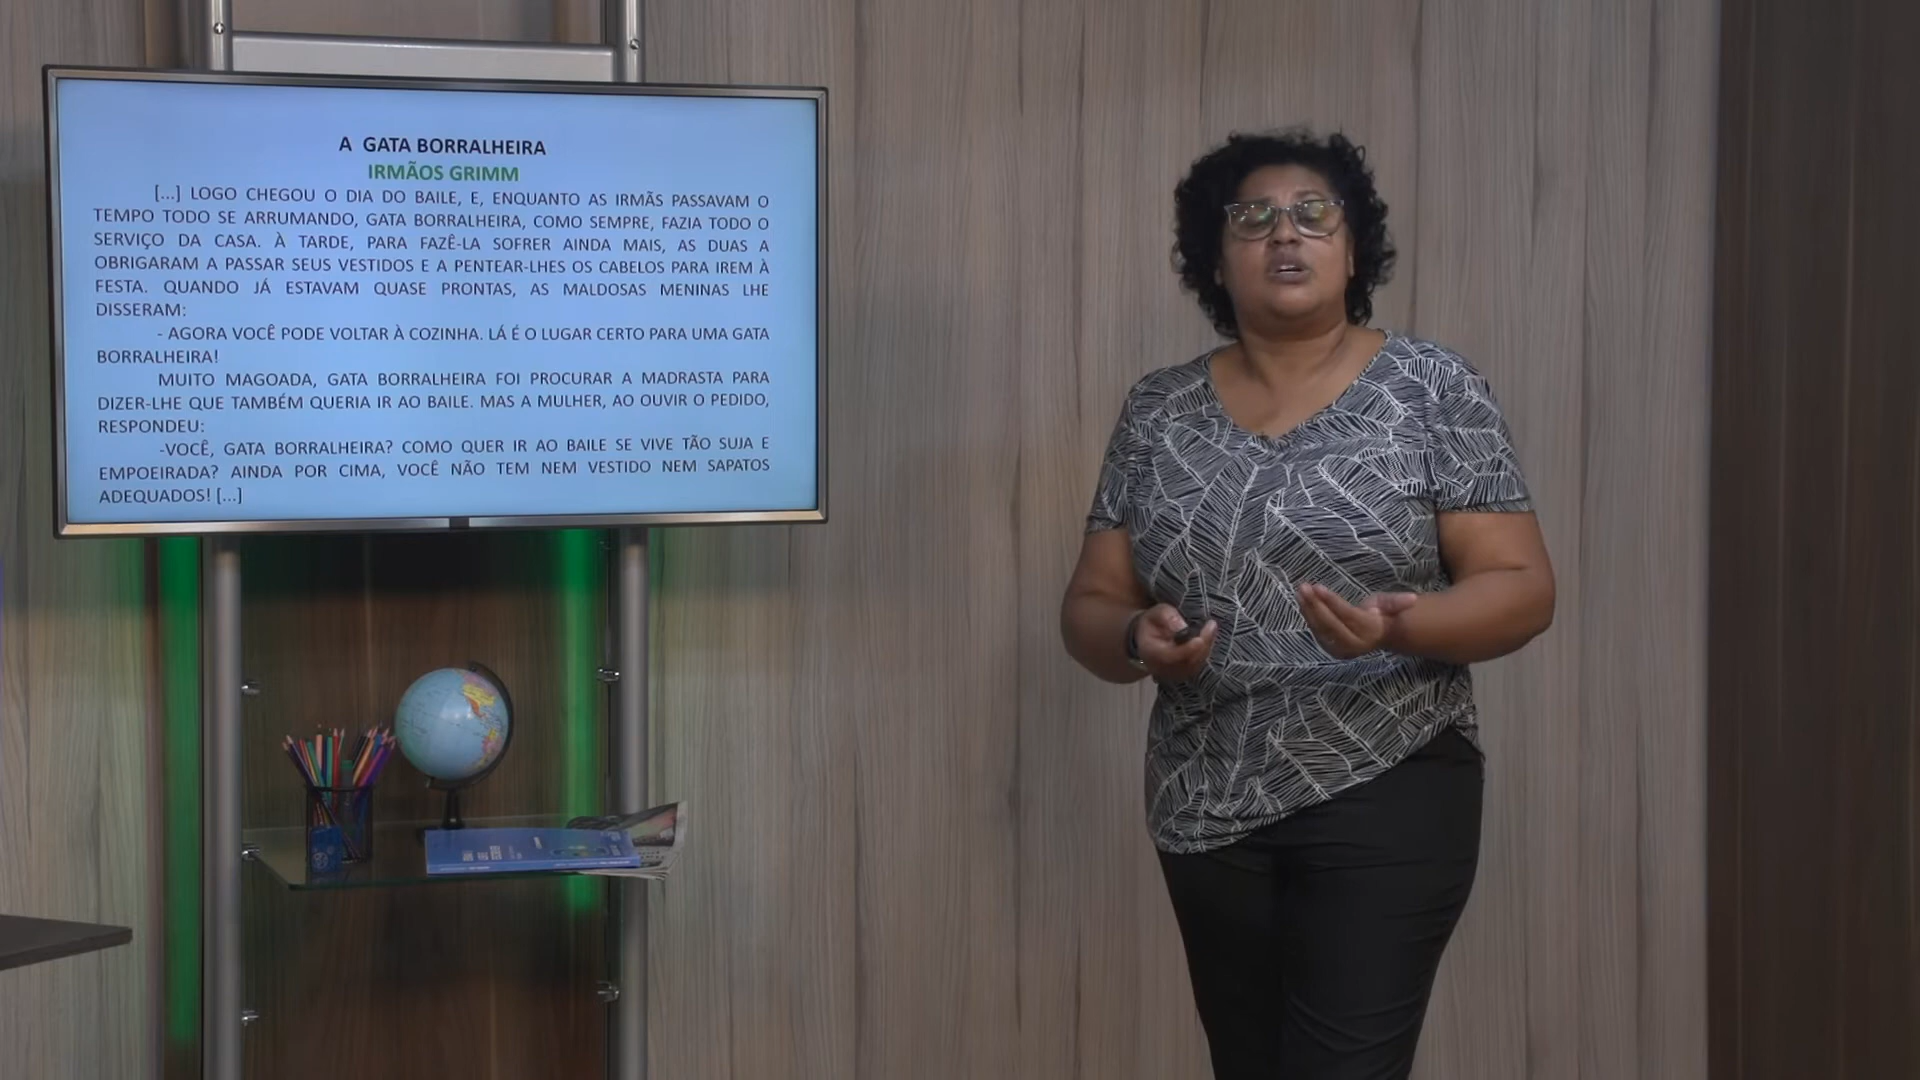 A GATA BORRALHEIRA
IRMÃOS GRIMM
[...] LOGO CHEGOU O DIA DO BAILE, E, ENQUANTO AS IRMÃS PASSAVAM O
TEMPO TODO SE ARRUMANDO, GATA BORRALHEIRA, COMO SEMPRE, FAZIA TODO O
SERVIÇO DA CASA. À TARDE, PARA FAZÊ-LA SOFRER AINDA MAIS, AS DUAS A
OBRIGARAM A PASSAR SEUS VESTIDOS E A PENTEAR-LHES OS CABELOS PARA IREM À
FESTA. QUANDO JÁ ESTAVAM QUASE PRONTAS, AS MALDOSAS MENINAS LHE
DISSERAM:
- AGORA VOCÊ PODE VOLTAR À COZINHA. LÁ É O LUGAR CERTO PARA UMA GATA
BORRALHEIRA!
MUITO MAGOADA, GATA BORRALHEIRA FOI PROCURAR A MADRASTA PARA
DIZER-LHE QUE TAMBÉM QUERIA IR AO BAILE. MAS A MULHER, AO OUVIR O PEDIDO,
RESPONDEU:
-VOCÊ, GATA BORRALHEIRA? COMO QUER IR AO BAILE SE VIVE TÃO SUJA E
EMPOEIRADA? AINDA POR CIMA, VOCÊ NÃO TEM NEM VESTIDO NEM SAPATOS
ADEQUADOS! [...]